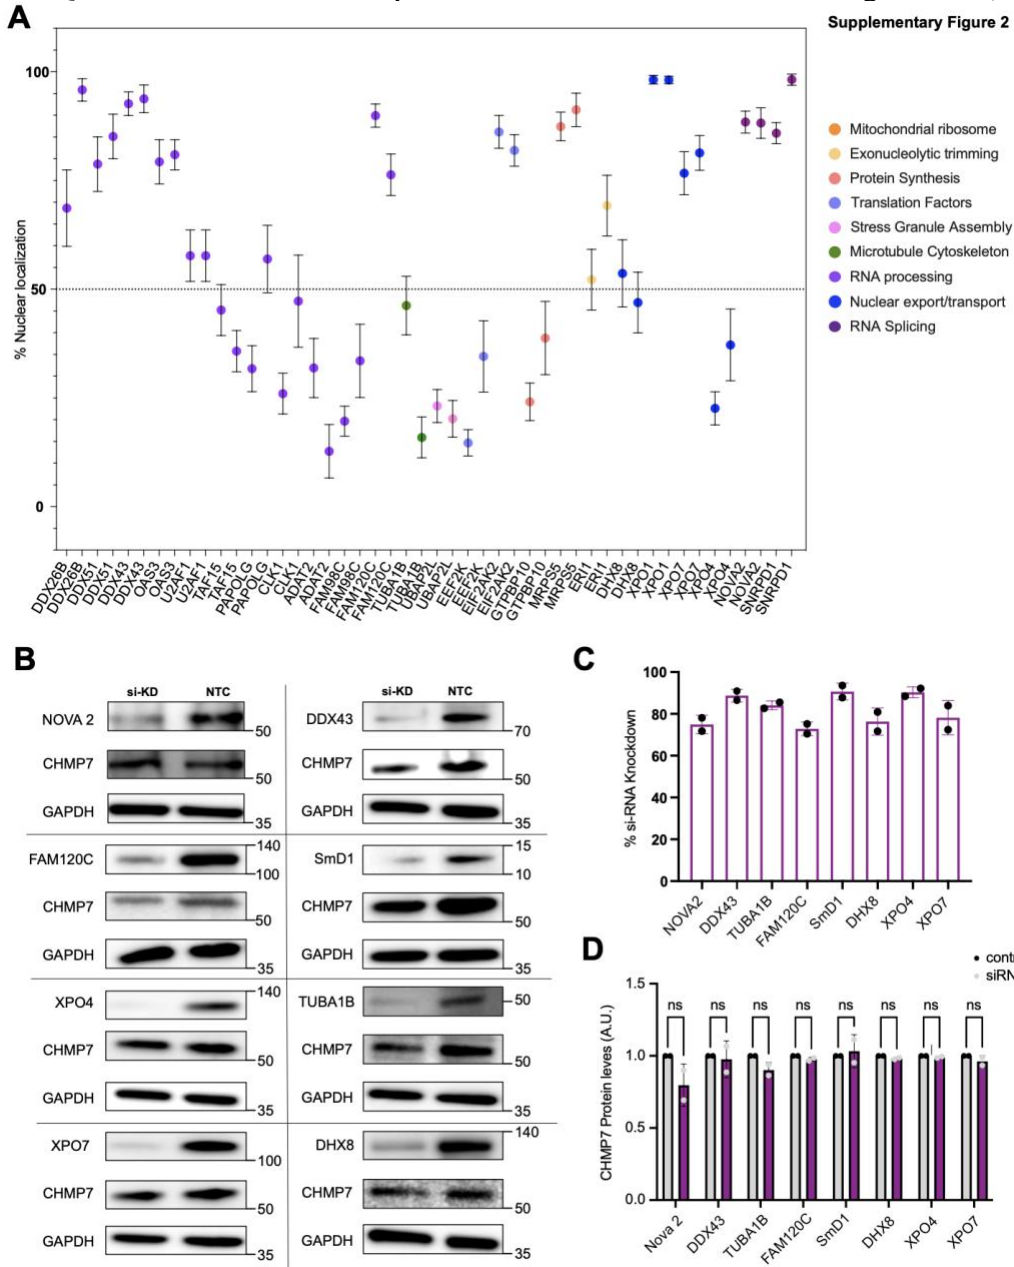 A
Supplementary Figure 2
% Nuclear localization
100
50
0
Mitochondrial ribosome
Exonucleolytic trimming
Protein Synthesis
Translation Factors
Stress Granule Assembly
Microtubule Cytoskeleton
RNA processing
Nuclear export/transport
RNA Splicing
DDX26B
DDX26B
DDX51
DDX51
DDX43
DDX43
OAS3
OAS3
U2AF1
U2AF1
TAF15
TAF15
PAPOLG
PAPOLG
CLK1
CLK1
ADAT2
ADAT2
FAM98C
FAM98C
FAM120C
FAM120C
TUBA1B
TUBA1B
UBAP2L
UBAP2L
EEF2K
EEF2K
EIF2AK2
EIF2AK2
GTPBP10
GTPBP10
MRPS5
MRPS5
ERI1
ERI1
DHX8
DHX8
XPO1
XPO1
XPO7
XPO7
XPO4
XPO4
NOVA2
NOVA2
SNRPD1
SNRPD1
B
si-KD NTC
NOVA 2
50
CHMP7
50
GAPDH
35
FAM120C
140
100
CHMP7
50
GAPDH
35
XPO4
140
CHMP7
50
GAPDH
35
XPO7
100
CHMP7
50
GAPDH
35
si-KD NTC
DDX43
70
CHMP7
50
GAPDH
35
SmD1
15
10
CHMP7
50
GAPDH
35
TUBA1B
50
CHMP7
50
GAPDH
35
DHX8
140
CHMP7
50
GAPDH
35
C
% si-RNA Knockdown
100
80
60
40
20
0
NOVA2
DDX43
TUBA1B
FAM120C
SmD1
DHX8
XPO4
XPO7
D
cont
siRN
CHMP7 Protein levels (A.U.)
1.5
1.0
0.5
0.0
ns ns ns ns ns ns ns ns
Nova 2
DDX43
TUBA1B
FAM120C
SmD1
DHX8
XPO4
XPO7